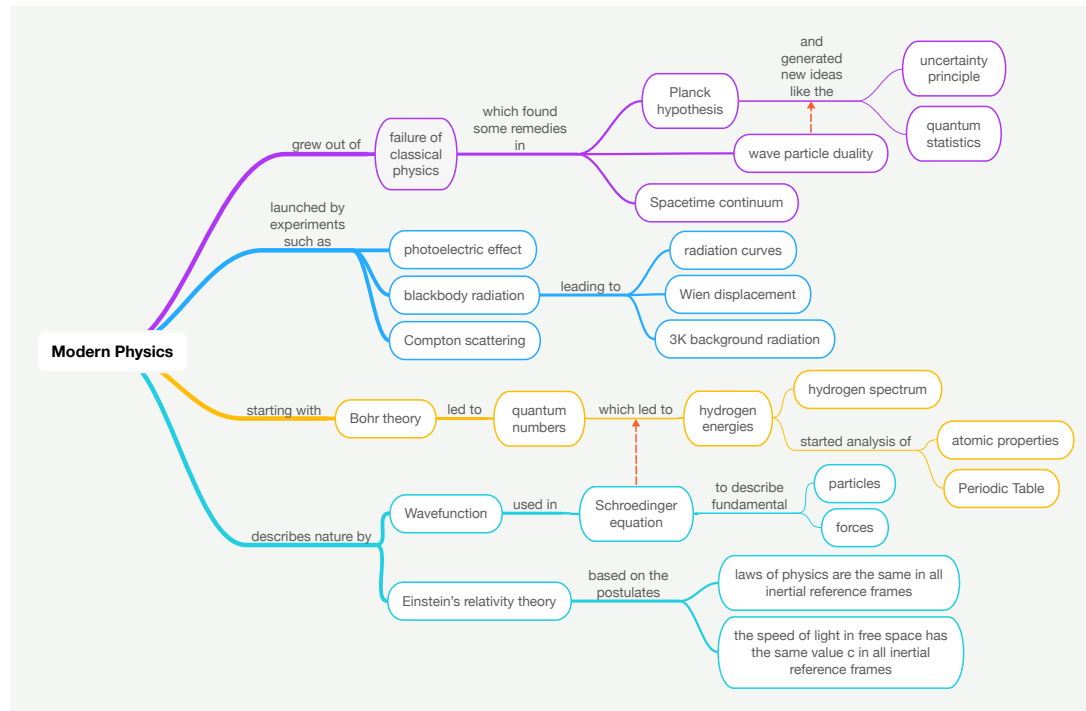 Modern Physics
grew out of
failure of
classical
physics
which found
some remedies
in
Planck
hypothesis
and
generated
new ideas
like the
uncertainty
principle
quantum
statistics
wave particle duality
Spacetime continuum
launched by
experiments
such as
photoelectric effect
blackbody radiation
leading to
radiation curves
Wien displacement
3K background radiation
Compton scattering
starting with
Bohr theory
led to
quantum
numbers
which led to
hydrogen
energies
hydrogen spectrum
started analysis of
atomic properties
Periodic Table
describes nature by
Wavefunction
used in
Schroedinger
equation
to describe
fundamental
particles
forces
Einstein's relativity theory
based on the
postulates
laws of physics are the same in all
inertial reference frames
the speed of light in free space has
the same value c in all inertial
reference frames